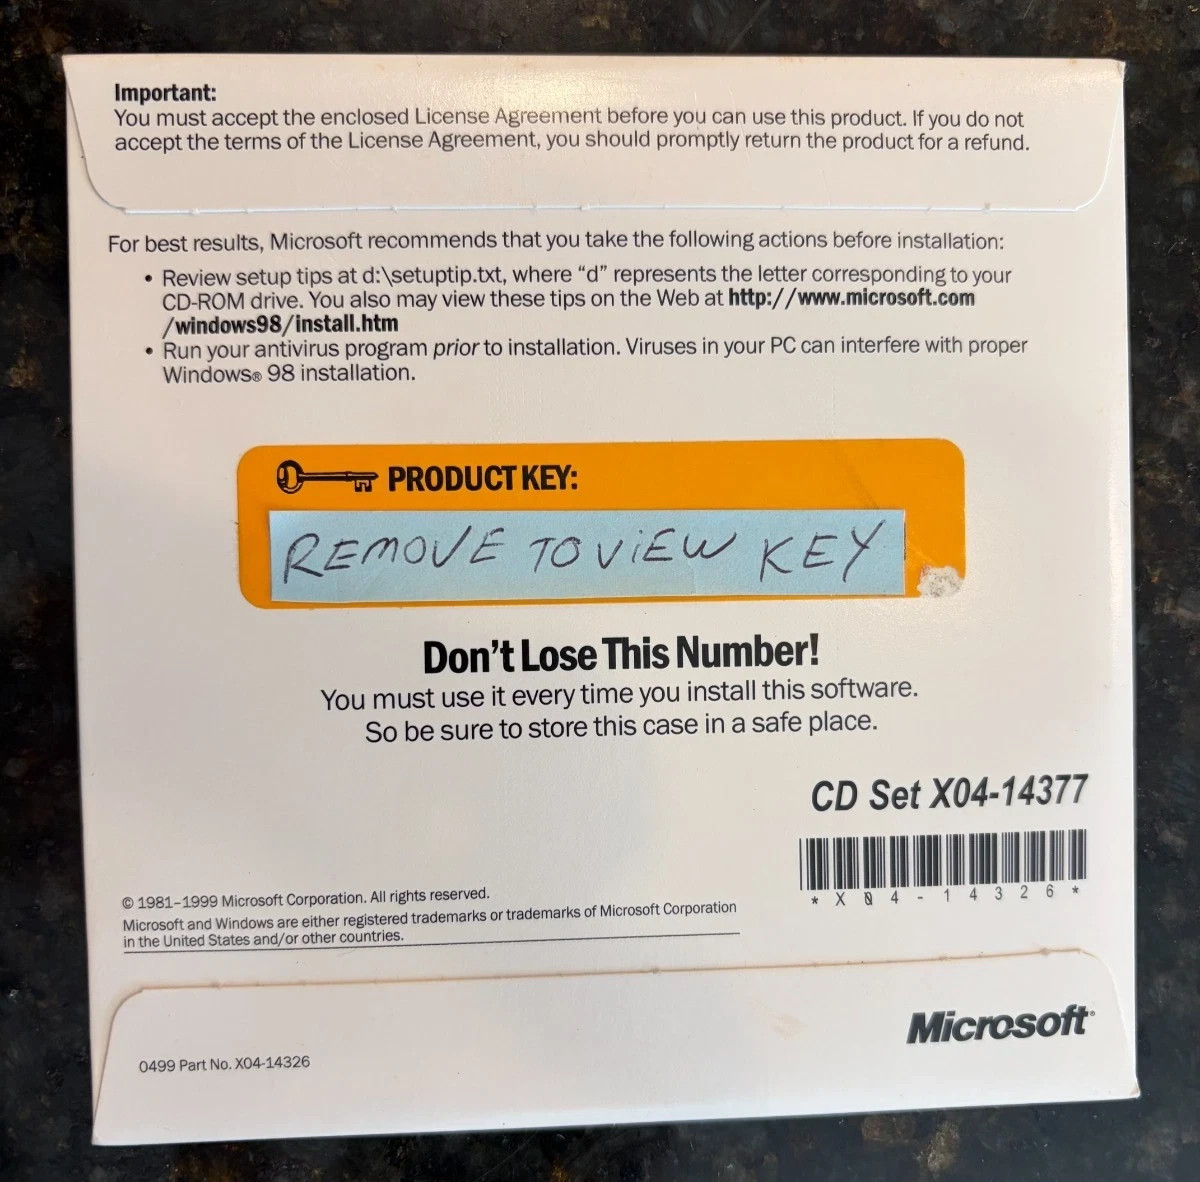 Important:
You must accept the enclosed License Agreement before you can use this product. If you do not
accept the terms of the License Agreement, you should promptly return the product for a refund.
For best results, Microsoft recommends that you take the following actions before installation:
• Review setup tips at d:\setuptip.txt, where “d” represents the letter corresponding to your
CD-ROM drive. You also may view these tips on the Web at http://www.microsoft.com
/windows98/install.htm
• Run your antivirus program prior to installation. Viruses in your PC can interfere with proper
Windows® 98 installation.
PRODUCT KEY:
REMOVE TO VIEW KEY
Don’t Lose This Number!
You must use it every time you install this software.
So be sure to store this case in a safe place.
CD Set X04-14377
*X04-14326*
© 1981–1999 Microsoft Corporation. All rights reserved.
Microsoft and Windows are either registered trademarks or trademarks of Microsoft Corporation
in the United States and/or other countries.
Microsoft®
0499 Part No. X04-14326